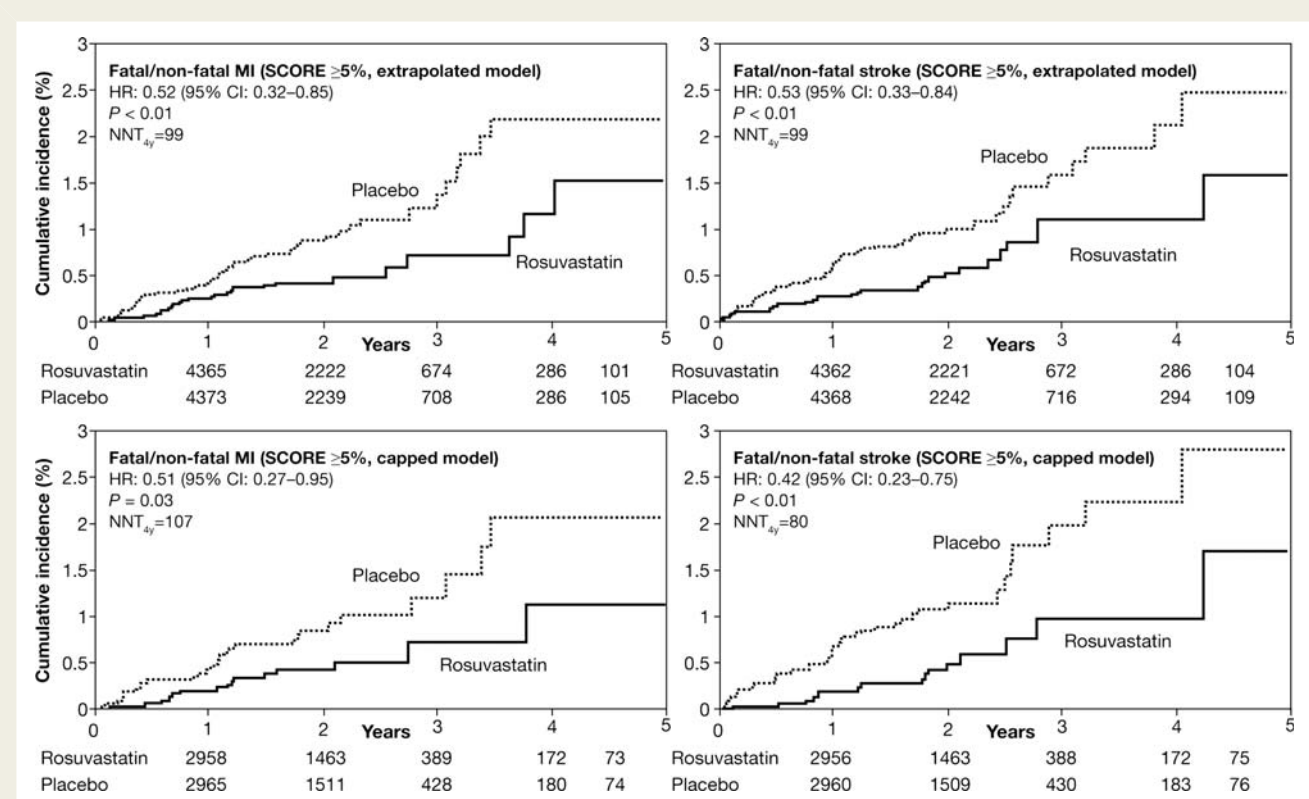 Cumulative incidence (%)
3
2.5
2
1.5
1
0.5
0
Fatal/non-fatal MI (SCORE ≥5%, extrapolated model)
HR: 0.52 (95% CI: 0.32–0.85)
P < 0.01
NNT4y=99
Placebo
Rosuvastatin
0 1 2 3 4 5
Years
Rosuvastatin 4365 2222 674 286 101
Placebo 4373 2239 708 286 105
3
2.5
2
1.5
1
0.5
0
Fatal/non-fatal stroke (SCORE ≥5%, extrapolated model)
HR: 0.53 (95% CI: 0.33–0.84)
P < 0.01
NNT4y=99
Placebo
Rosuvastatin
0 1 2 3 4 5
Years
Rosuvastatin 4362 2221 672 286 104
Placebo 4368 2242 716 294 109
Cumulative incidence (%)
3
2.5
2
1.5
1
0.5
0
Fatal/non-fatal MI (SCORE ≥5%, capped model)
HR: 0.51 (95% CI: 0.27–0.95)
P = 0.03
NNT4y=107
Placebo
Rosuvastatin
0 1 2 3 4 5
Years
Rosuvastatin 2958 1463 389 172 73
Placebo 2965 1511 428 180 74
3
2.5
2
1.5
1
0.5
0
Fatal/non-fatal stroke (SCORE ≥5%, capped model)
HR: 0.42 (95% CI: 0.23–0.75)
P < 0.01
NNT4y=80
Placebo
Rosuvastatin
0 1 2 3 4 5
Years
Rosuvastatin 2956 1463 388 172 75
Placebo 2960 1509 430 183 76